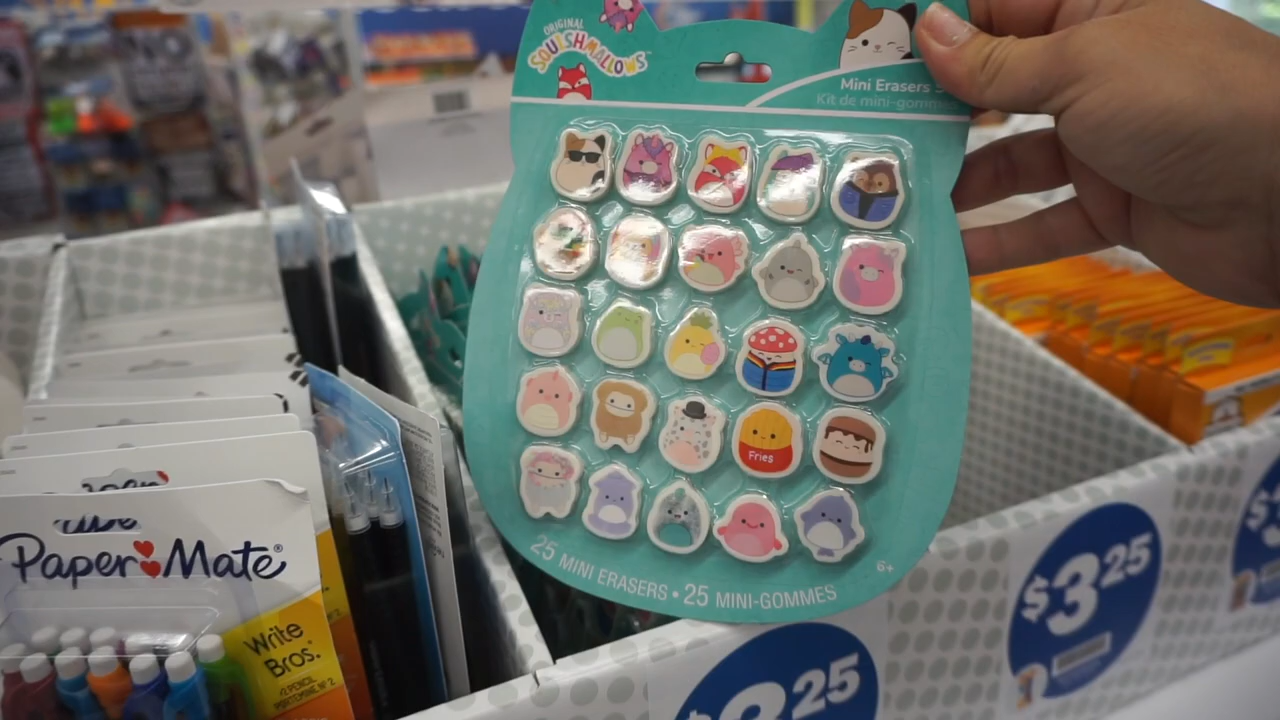 ORIGINAL
SQUISHMALLOWS™
Mini Erasers
Kit de mini-gommes
Fries
25 MINI ERASERS • 25 MINI-GOMMES
6+
Paper Mate®
Write
Bros.
$3.25
$3.25